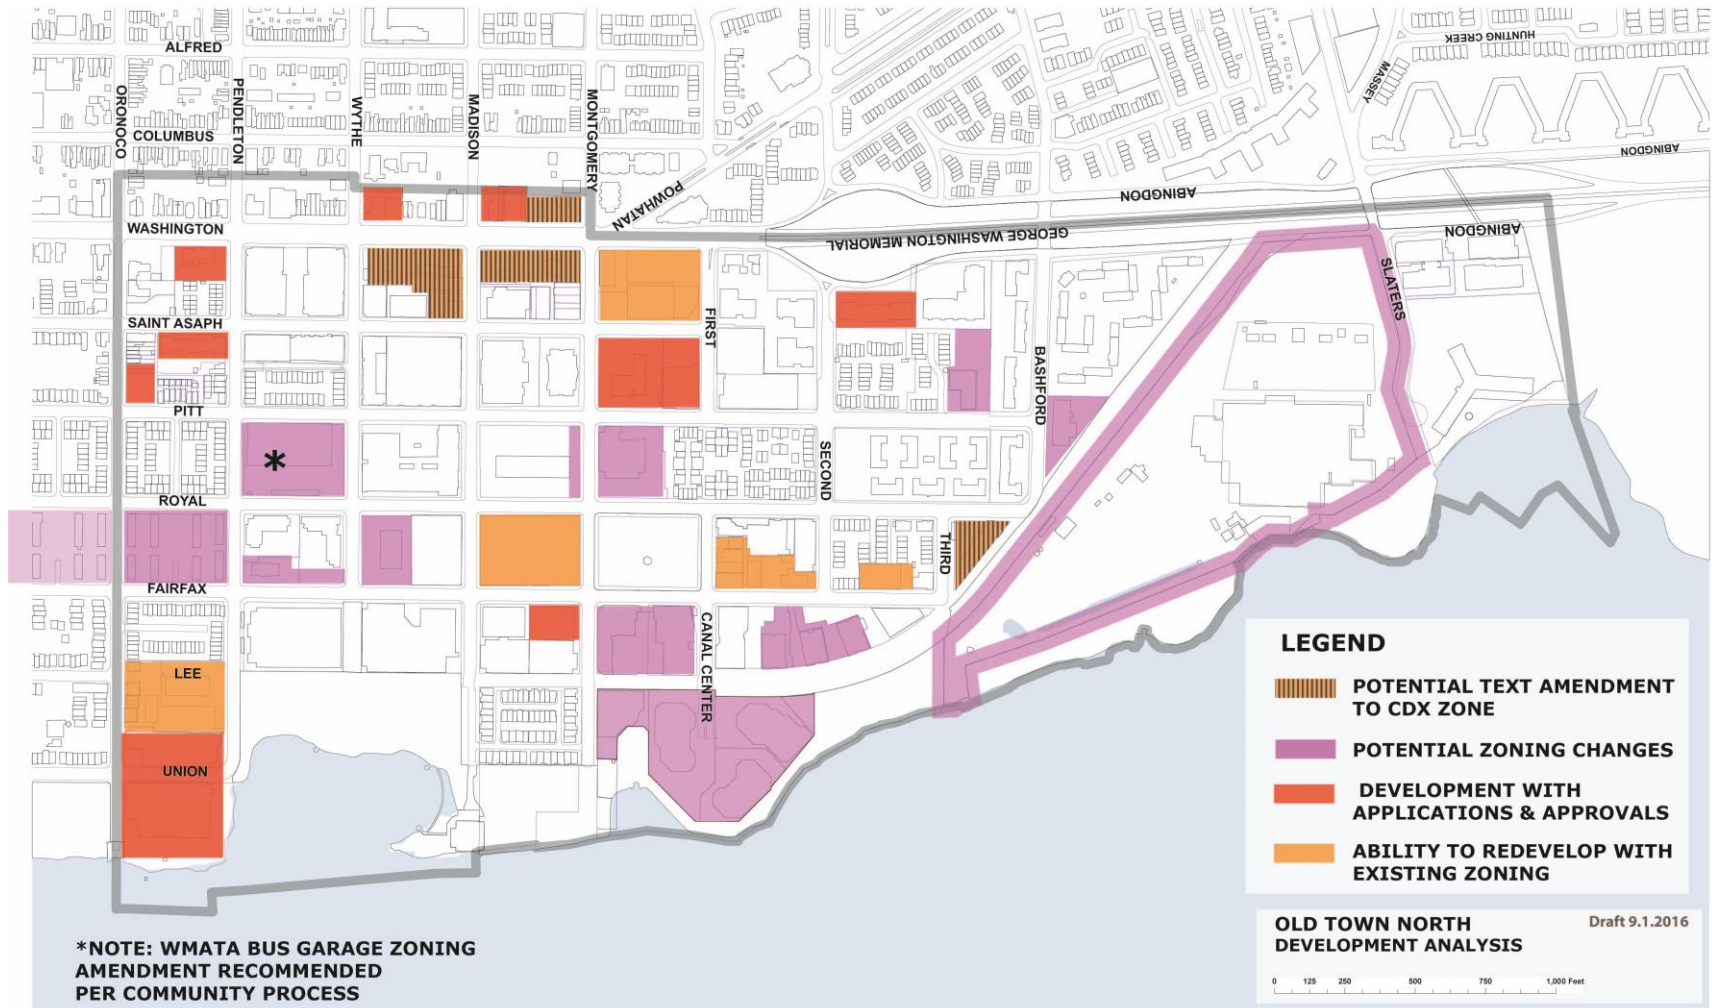 ALFRED
HUNTING CREEK
MASSEY
ORONOCO
PENDLETON
WYTHE
MADISON
MONTGOMERY
COLUMBUS
ABINGDON
POWHATAN
ABINGDON
WASHINGTON
GEORGE WASHINGTON MEMORIAL
ABINGDON
SLATERS
SAINT ASAPH
FIRST
BASHFORD
PITT
*
SECOND
ROYAL
THIRD
FAIRFAX
CANAL CENTER
LEE
UNION
LEGEND
POTENTIAL TEXT AMENDMENT
TO CDX ZONE
POTENTIAL ZONING CHANGES
DEVELOPMENT WITH
APPLICATIONS & APPROVALS
ABILITY TO REDEVELOP WITH
EXISTING ZONING
OLD TOWN NORTH
DEVELOPMENT ANALYSIS
Draft 9.1.2016
0 125 250 500 750 1,000 Feet
*NOTE: WMATA BUS GARAGE ZONING
AMENDMENT RECOMMENDED
PER COMMUNITY PROCESS